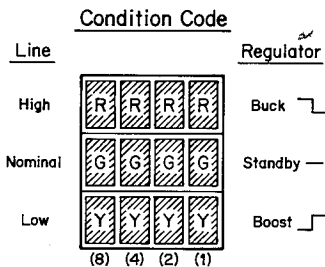 Condition Code
Line Regulator
High R R R R Buck
Nominal G G G G Standby
Low Y Y Y Y Boost
(8) (4) (2) (1)